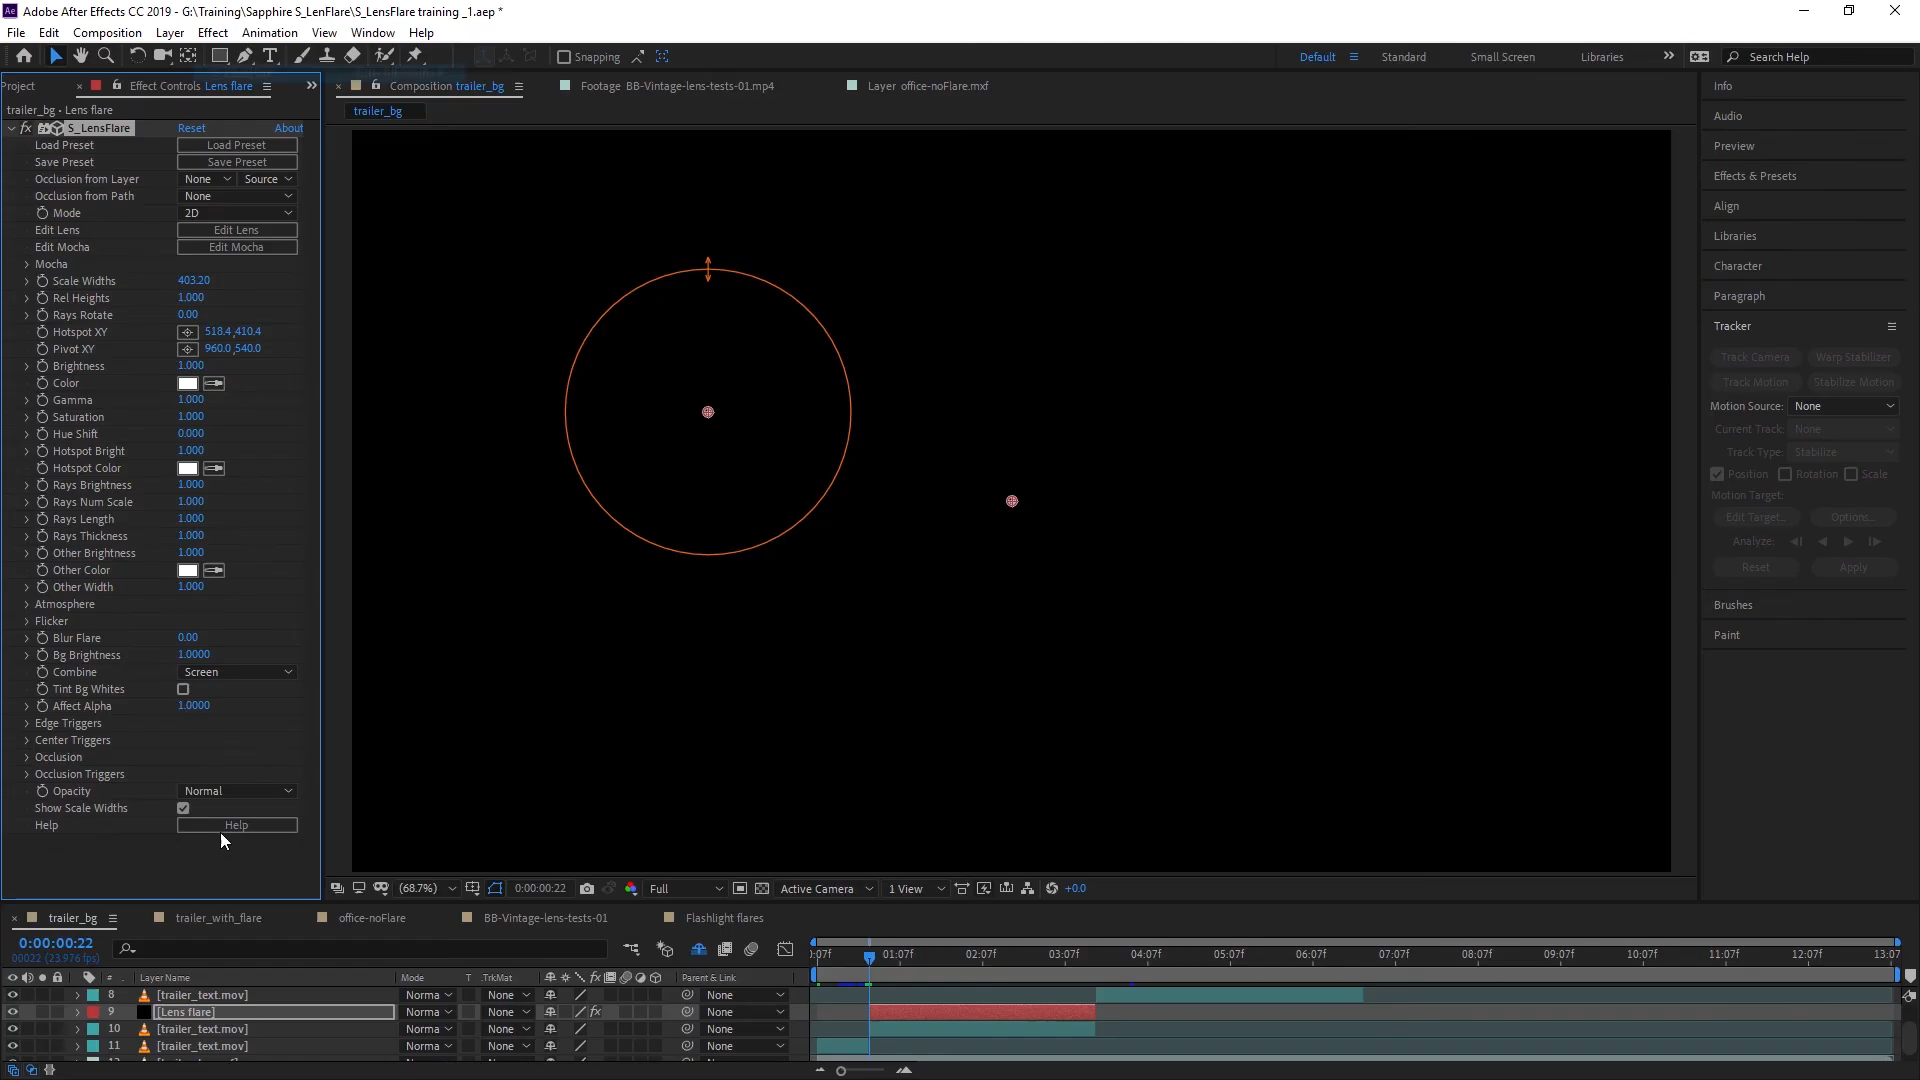 Adobe After Effects CC 2019 - G:\Training\Sapphire S_LenFlare\S_LensFlare training _1.aep *
File Edit Composition Layer Effect Animation View Window Help
Snapping Default Standard Small Screen Libraries Search Help
Project Effect Controls Lens flare
Composition trailer_bg Footage BB-Vintage-lens-tests-01.mp4 Layer office-noFlare.mxf
trailer_bg • Lens flare
trailer_bg
fx S_LensFlare Reset About
Load Preset Load Preset
Save Preset Save Preset
Occlusion from Layer None Source
Occlusion from Path None
Mode 2D
Edit Lens Edit Lens
Edit Mocha Edit Mocha
Mocha
Scale Widths 403.20
Rel Heights 1.000
Rays Rotate 0.00
Hotspot XY 518.4,410.4
Pivot XY 960.0,540.0
Brightness 1.000
Color
Gamma 1.000
Saturation 1.000
Hue Shift 0.000
Hotspot Bright 1.000
Hotspot Color
Rays Brightness 1.000
Rays Num Scale 1.000
Rays Length 1.000
Rays Thickness 1.000
Other Brightness 1.000
Other Color
Other Width 1.000
Atmosphere
Flicker
Blur Flare 0.00
Bg Brightness 1.0000
Combine Screen
Tint Bg Whites
Affect Alpha 1.0000
Edge Triggers
Center Triggers
Occlusion
Occlusion Triggers
Opacity Normal
Show Scale Widths
Help Help
Info
Audio
Preview
Effects & Presets
Align
Libraries
Character
Paragraph
Tracker
Track Camera Warp Stabilizer
Track Motion Stabilize Motion
Motion Source: None
Current Track: None
Track Type: Stabilize
Position Rotation Scale
Motion Target:
Edit Target... Options...
Analyze:
Reset Apply
Brushes
Paint
(68.7%) 0:00:00:22 Full Active Camera 1 View +0.0
trailer_bg trailer_with_flare office-noFlare BB-Vintage-lens-tests-01 Flashlight flares
0:00:00:22
00022 (23.976 fps)
:07f 01:07f 02:07f 03:07f 04:07f 05:07f 06:07f 07:07f 08:07f 09:07f 10:07f 11:07f 12:07f 13:07
# Layer Name Mode T .TrkMat fx Parent & Link
8 [trailer_text.mov] Norma None None
9 [Lens flare] Norma None fx None
10 [trailer_text.mov] Norma None None
11 [trailer_text.mov] Norma None None